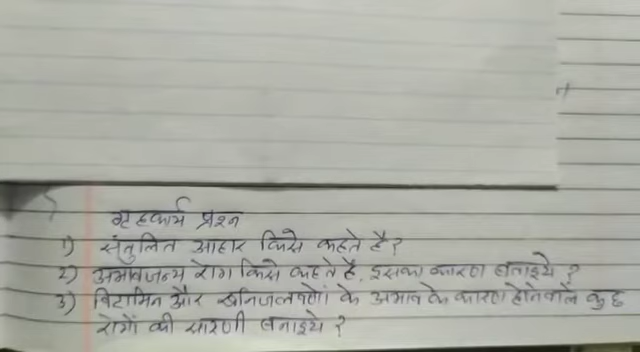 गृहकार्य प्रश्न
1) संतुलित आहार किसे कहते है?
2) अभावजन्य रोग किसे कहते है. इसका कारण बताइये ?
3) विटामिन और खनिजलवणों के अभाव के कारण होनेवाले कुछ
रोगों की सारणी बनाइये ?